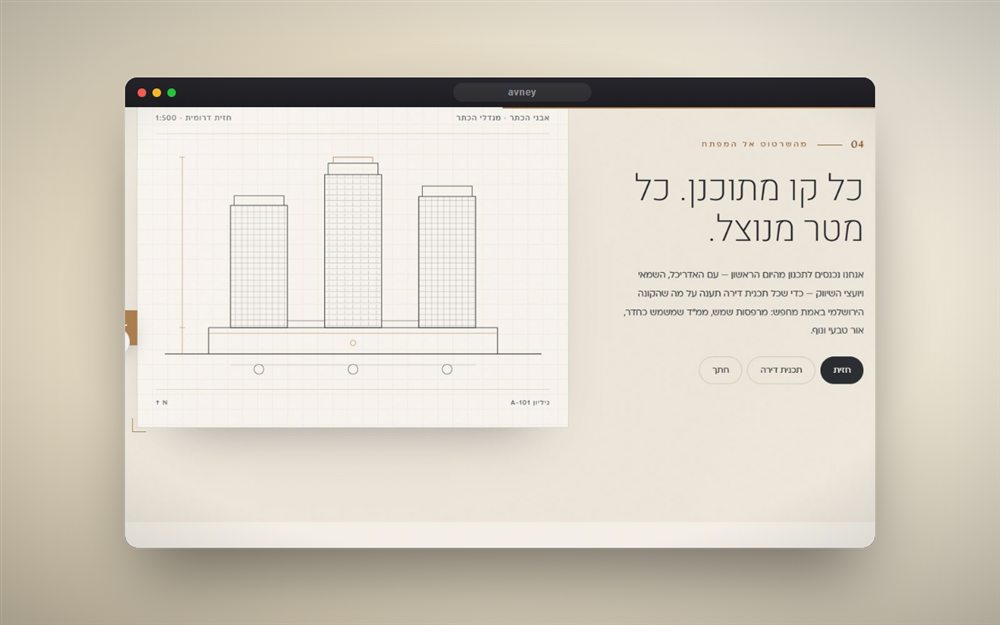 avney
04 מהשרטוט אל המפתח
כל קו מתוכנן. כל
מטר מנוצל.
אנחנו נכנסים לתכנון מהיום הראשון — עם האדריכל, השמאי
ויועצי השיווק — כדי שכל תכנית דירה תענה על מה שהקונה
הירושלמי באמת מחפש: מרפסות שמש, ממ״ד שמשמש כחדר,
אור טבעי ונוף.
חזית
תכנית דירה
חתך
אבני הכתר · מגדלי הכתר
חזית דרומית · 1:500
גיליון A-101
N ↑